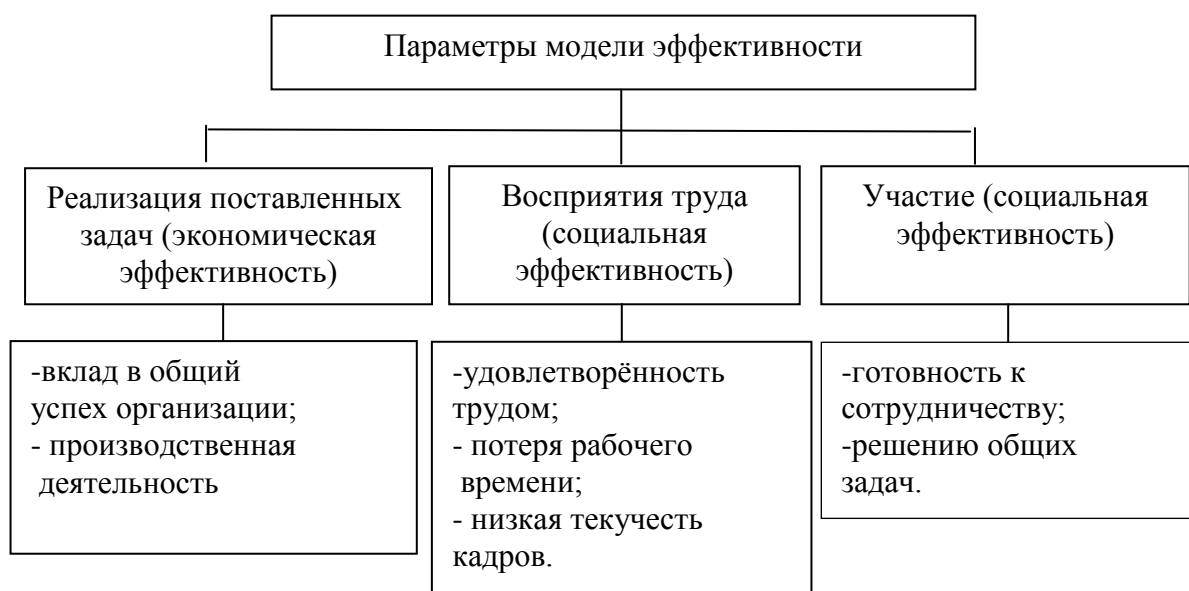 Параметры модели эффективности
Реализация поставленных
задач (экономическая
эффективность)
Восприятия труда
(социальная
эффективность)
Участие (социальная
эффективность)
-вклад в общий
успех организации;
- производственная
деятельность
-удовлетворённость
трудом;
- потеря рабочего
времени;
- низкая текучесть
кадров.
-готовность к
сотрудничеству;
-решению общих
задач.